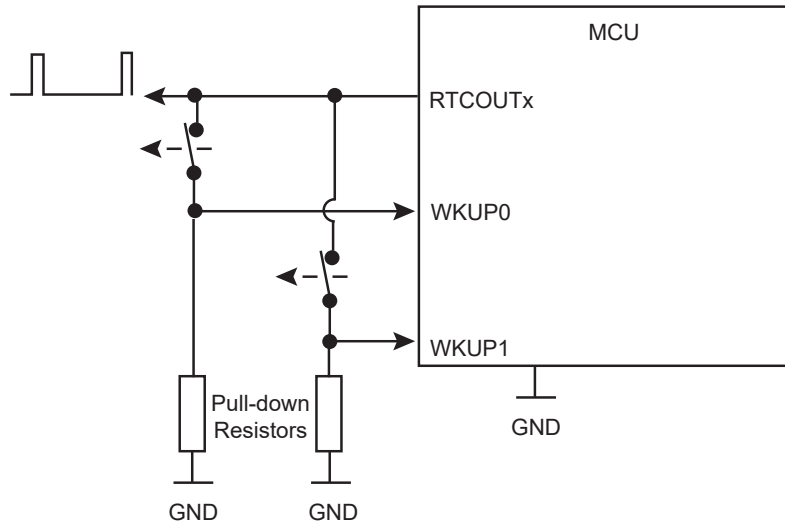 MCU
RTCOUTx
WKUP0
WKUP1
Pull-down
Resistors
GND
GND
GND